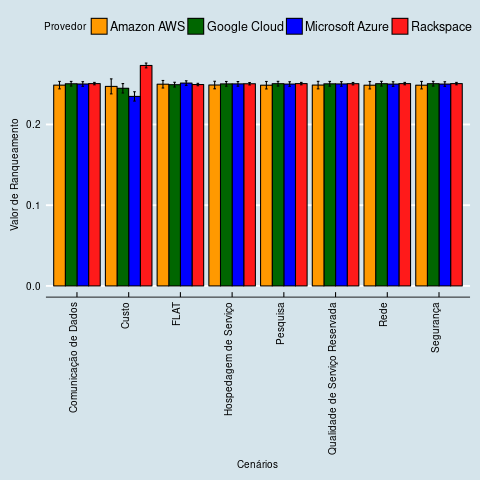 Provedor Amazon AWS Google Cloud Microsoft Azure Rackspace
Valor de Ranqueamento
0.2
0.1
0.0
Comunicação de Dados
Custo
FLAT
Hospedagem de Serviço
Pesquisa
Qualidade de Serviço Reservada
Rede
Segurança
Cenários